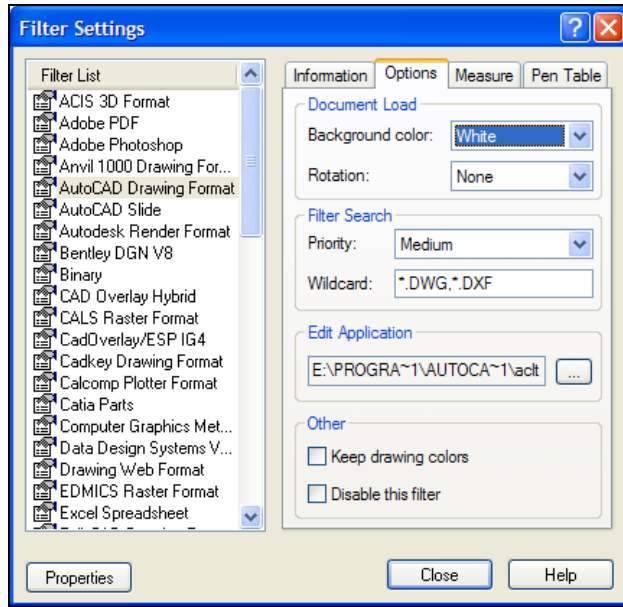 Filter Settings
Filter List
ACIS 3D Format
Adobe PDF
Adobe Photoshop
Anvil 1000 Drawing For...
AutoCAD Drawing Format
AutoCAD Slide
Autodesk Render Format
Bentley DGN V8
Binary
CAD Overlay Hybrid
CALS Raster Format
CadOverlay/ESP IG4
Cadkey Drawing Format
Calcomp Plotter Format
Catia Parts
Computer Graphics Met...
Data Design Systems V...
Drawing Web Format
EDMICS Raster Format
Excel Spreadsheet
Information Options Measure Pen Table
Document Load
Background color: White
Rotation: None
Filter Search
Priority: Medium
Wildcard: *.DWG,*.DXF
Edit Application
E:\PROGRA~1\AUTOCA~1\aclt ...
Other
Keep drawing colors
Disable this filter
Properties Close Help